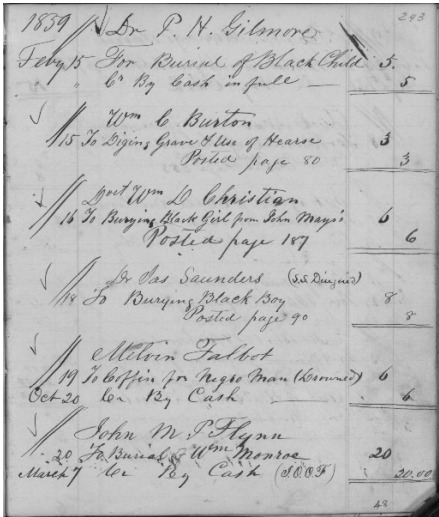 293
1859 Dr P. H. Gilmore
Feby 15 For Burial of Black Child 5.
" " Cr By Cash in full 5
Wm C. Burton
15 To Diging Grave & Use of Hearse 3
Posted page 80 3
Doct Wm D Christian
16 To Burying Black Girl from John Mays's 6
Posted page 187 6
Dr Jas Saunders
18 To Burying Black Boy 8
Posted page 90 8
Melvin Talbot
19 To Coffin for Negro Man (Drowned) 6
Oct 20 Cr By Cash 6
John M P Flynn
20 To Burial of Wm Monroe 20
March 7 Cr By Cash (I.O.O.F) 20.00
48